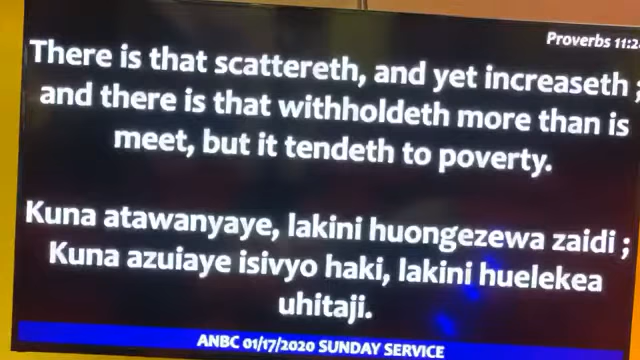 Proverbs 11:2
There is that scattereth, and yet increaseth ;
and there is that withholdeth more than is
meet, but it tendeth to poverty.
Kuna atawanyaye, lakini huongezewa zaidi ;
Kuna azuiaye isivyo haki, lakini huelekea
uhitaji.
ANBC 01/17/2020 SUNDAY SERVICE